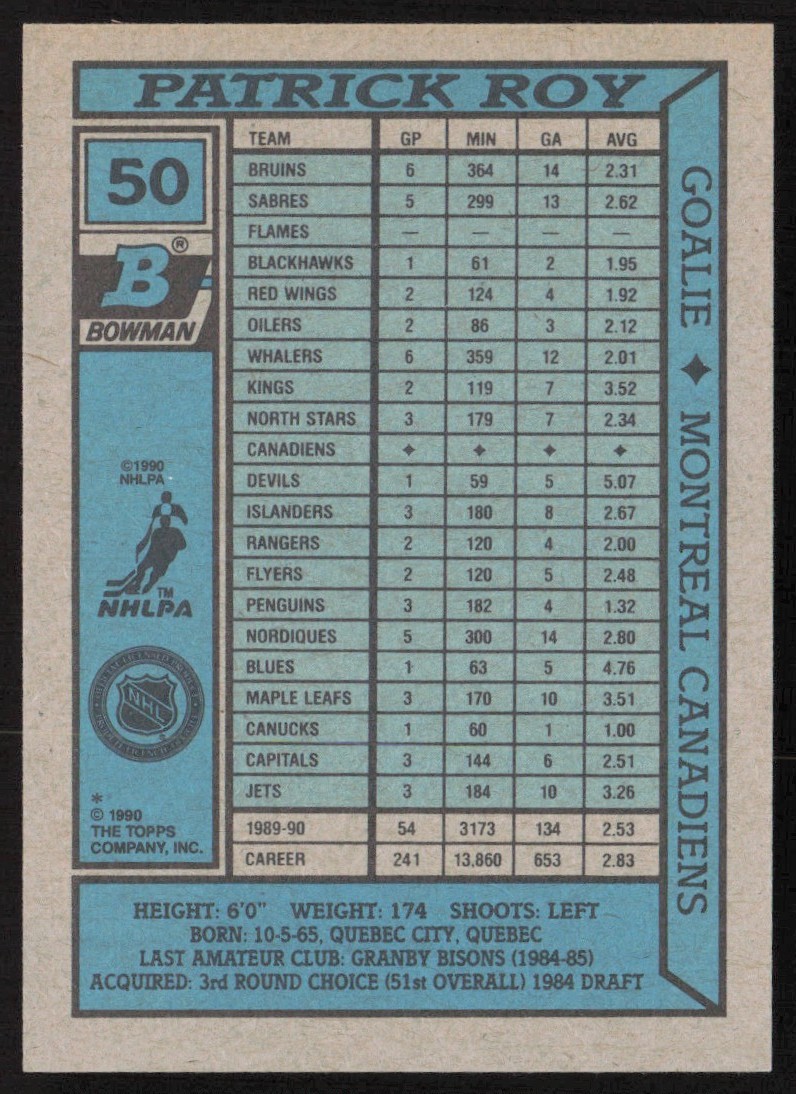 PATRICK ROY
50
B®
BOWMAN
©1990
NHLPA
TM
NHLPA
NHL
®
*
© 1990
THE TOPPS
COMPANY, INC.
TEAM GP MIN GA AVG
BRUINS 6 364 14 2.31
SABRES 5 299 13 2.62
FLAMES — — — —
BLACKHAWKS 1 61 2 1.95
RED WINGS 2 124 4 1.92
OILERS 2 86 3 2.12
WHALERS 6 359 12 2.01
KINGS 2 119 7 3.52
NORTH STARS 3 179 7 2.34
CANADIENS ✦ ✦ ✦ ✦
DEVILS 1 59 5 5.07
ISLANDERS 3 180 8 2.67
RANGERS 2 120 4 2.00
FLYERS 2 120 5 2.48
PENGUINS 3 182 4 1.32
NORDIQUES 5 300 14 2.80
BLUES 1 63 5 4.76
MAPLE LEAFS 3 170 10 3.51
CANUCKS 1 60 1 1.00
CAPITALS 3 144 6 2.51
JETS 3 184 10 3.26
1989-90 54 3173 134 2.53
CAREER 241 13,860 653 2.83
GOALIE ✦ MONTREAL CANADIENS
HEIGHT: 6'0" WEIGHT: 174 SHOOTS: LEFT
BORN: 10-5-65, QUEBEC CITY, QUEBEC
LAST AMATEUR CLUB: GRANBY BISONS (1984-85)
ACQUIRED: 3rd ROUND CHOICE (51st OVERALL) 1984 DRAFT